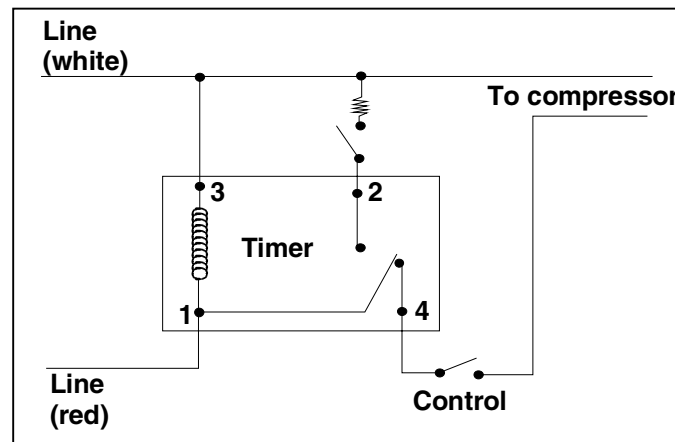 Line
(white)
To compressor
3
2
Timer
1
4
Line
(red)
Control